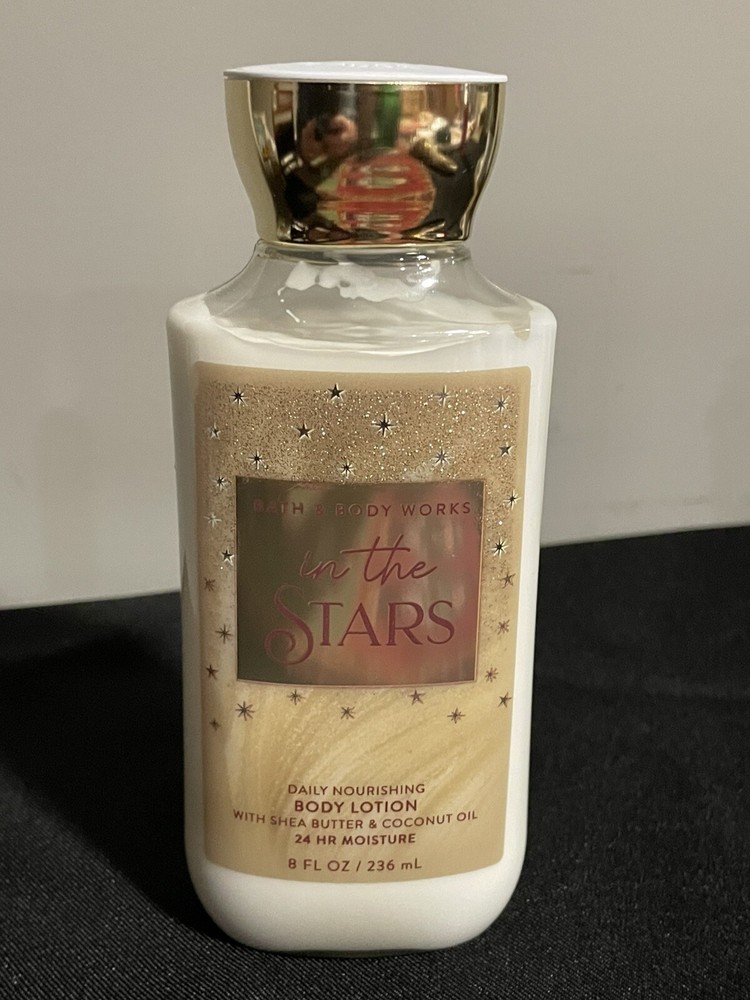 BATH & BODY WORKS
in the
STARS
DAILY NOURISHING
BODY LOTION
WITH SHEA BUTTER & COCONUT OIL
24 HR MOISTURE
8 FL OZ / 236 mL